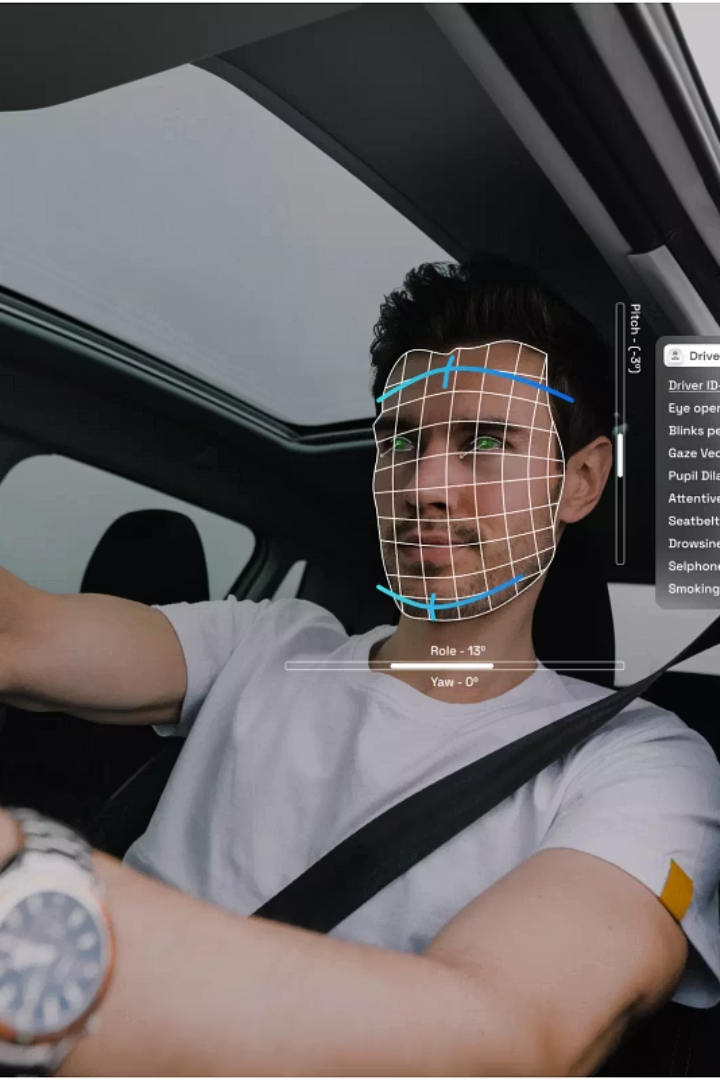 Pitch - (-3º)
Drive
Driver ID-
Eye oper
Blinks pe
Gaze Vec
Pupil Dila
Attentive
Seatbelt
Drowsine
Selphone
Smoking
Role - 13º
Yaw - 0º